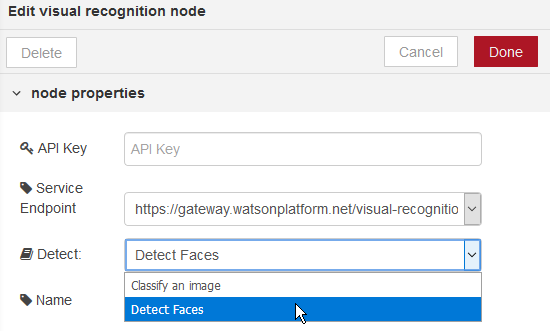 Edit visual recognition node
Delete
Cancel
Done
node properties
API Key
API Key
Service Endpoint
https://gateway.watsonplatform.net/visual-recognitio
Detect:
Detect Faces
Classify an image
Detect Faces
Name